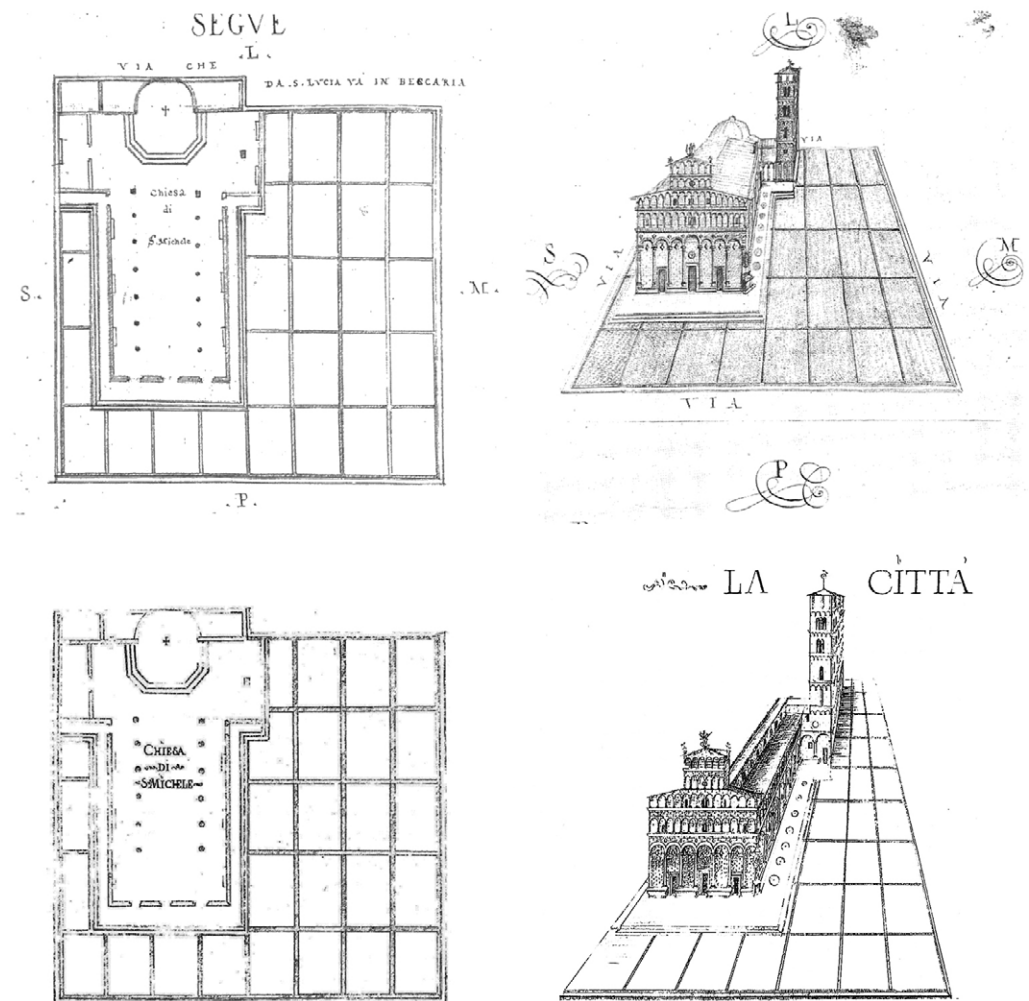 SEGVE
.L.
VIA CHE
DA.S.LVCIA VÀ IN BECCARIA
Chiesa
di
S. Michele
S.
.M.
.P.
L
VIA
S
VIA
M
VIA
VIA
P
CHIESA
DI
S. MICHELE
LA CITTÀ